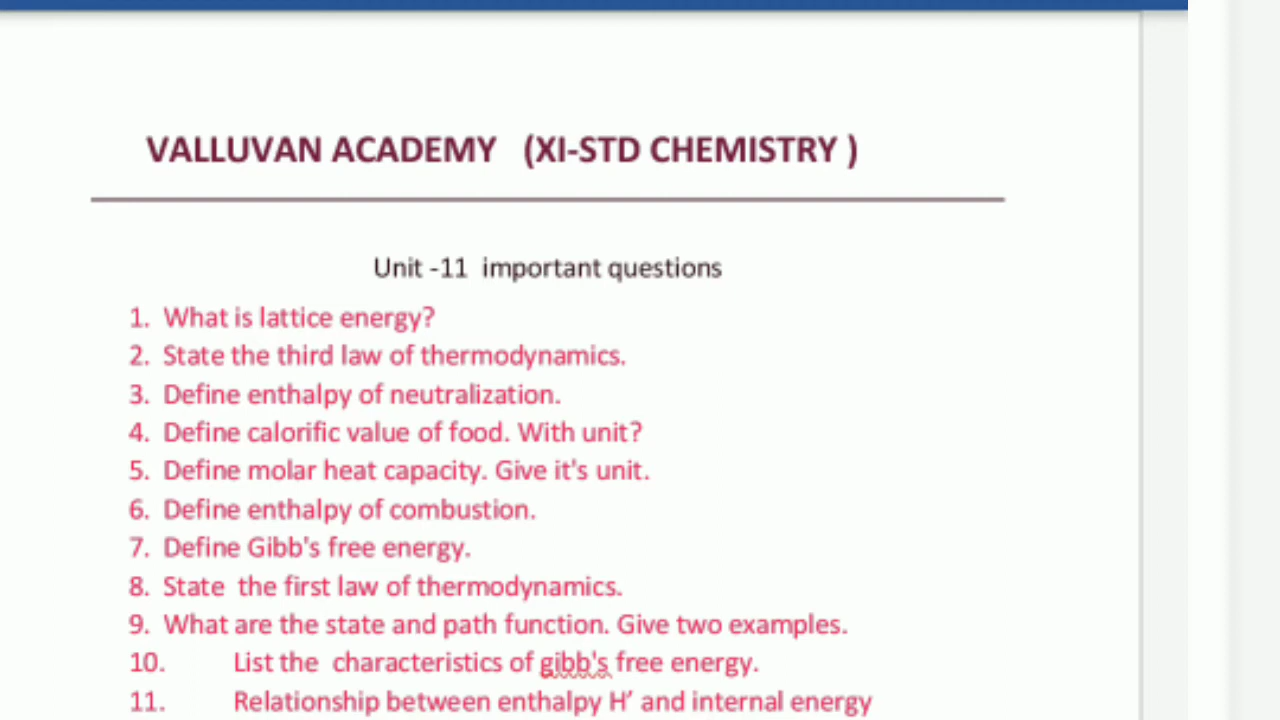 VALLUVAN ACADEMY (XI-STD CHEMISTRY )
Unit -11 important questions
1. What is lattice energy?
2. State the third law of thermodynamics.
3. Define enthalpy of neutralization.
4. Define calorific value of food. With unit?
5. Define molar heat capacity. Give it's unit.
6. Define enthalpy of combustion.
7. Define Gibb's free energy.
8. State the first law of thermodynamics.
9. What are the state and path function. Give two examples.
10. List the characteristics of gibb's free energy.
11. Relationship between enthalpy H’ and internal energy